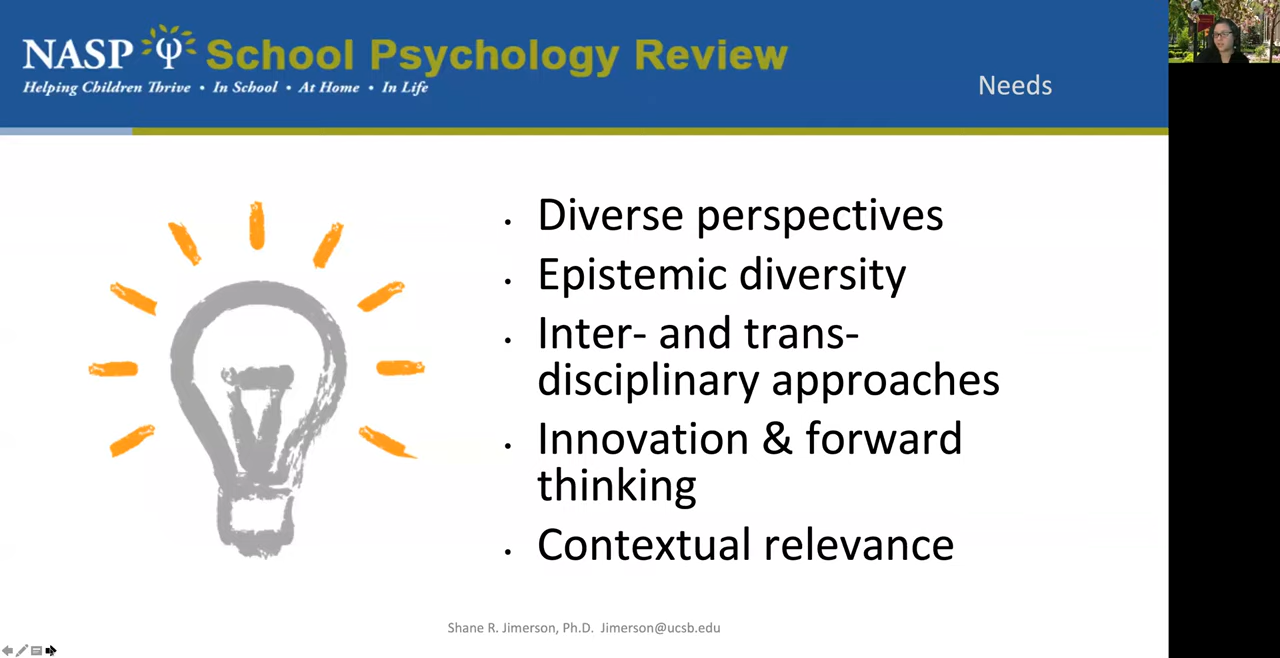 NASP School Psychology Review
Helping Children Thrive • In School • At Home • In Life
Needs
• Diverse perspectives
• Epistemic diversity
• Inter- and trans-
disciplinary approaches
• Innovation & forward
thinking
• Contextual relevance
Shane R. Jimerson, Ph.D. Jimerson@ucsb.edu